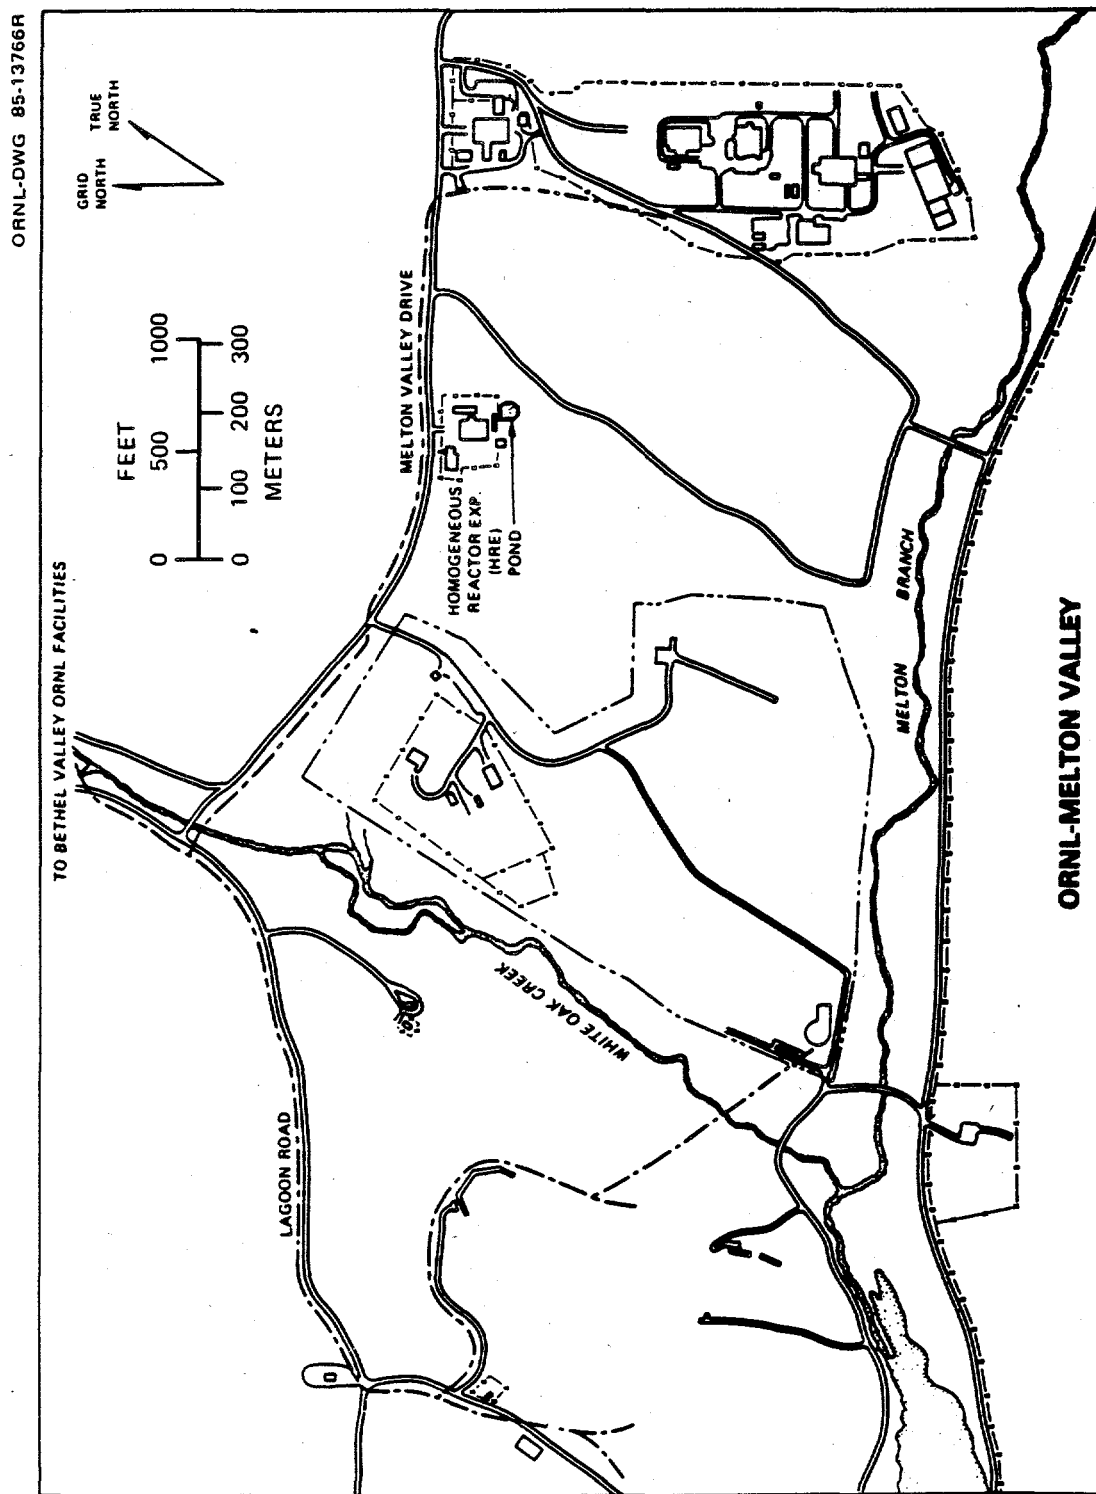 ORNL-DWG 85-13766R
TO BETHEL VALLEY ORNL FACILITIES
GRID
NORTH
TRUE
NORTH
FEET
0 500 1000
0 100 200 300
METERS
MELTON VALLEY DRIVE
HOMOGENEOUS
REACTOR EXP.
(HRE)
POND
LAGOON ROAD
WHITE OAK CREEK
MELTON BRANCH
ORNL-MELTON VALLEY